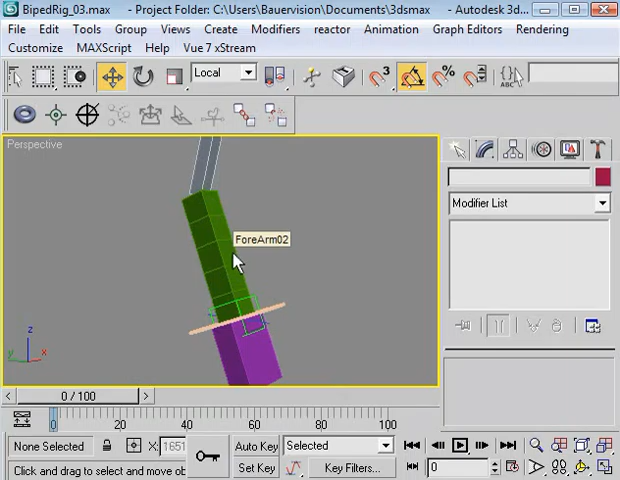 BipedRig_03.max - Project Folder: C:\Users\Bauervision\Documents\3dsmax - Autodesk 3d...
File Edit Tools Group Views Create Modifiers reactor Animation Graph Editors Rendering
Customize MAXScript Help Vue 7 xStream
Local
3
%
ABC
Perspective
Modifier List
ForeArm02
z
y x
0 / 100
0 20 40 60 80 100
None Selected X: 1651 Auto Key Selected
Click and drag to select and move ob Set Key Key Filters... 0